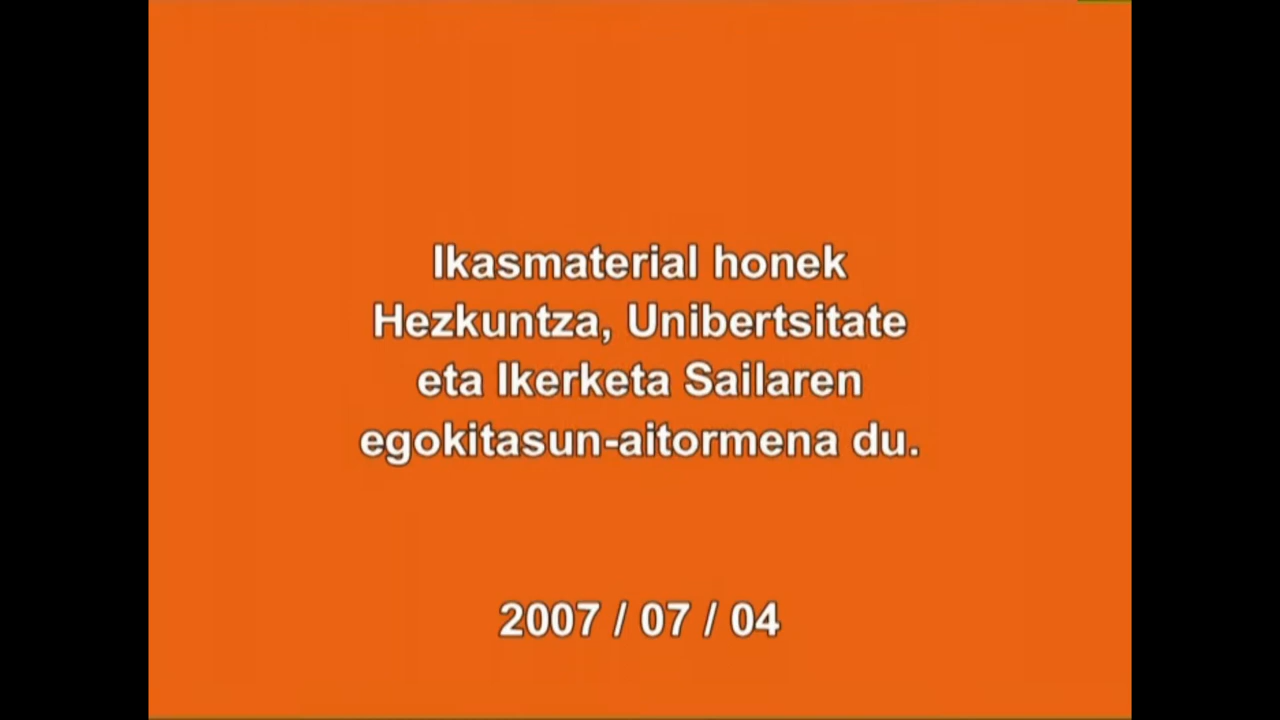 Ikasmaterial honek
Hezkuntza, Unibertsitate
eta Ikerketa Sailaren
egokitasun-aitormena du.
2007 / 07 / 04